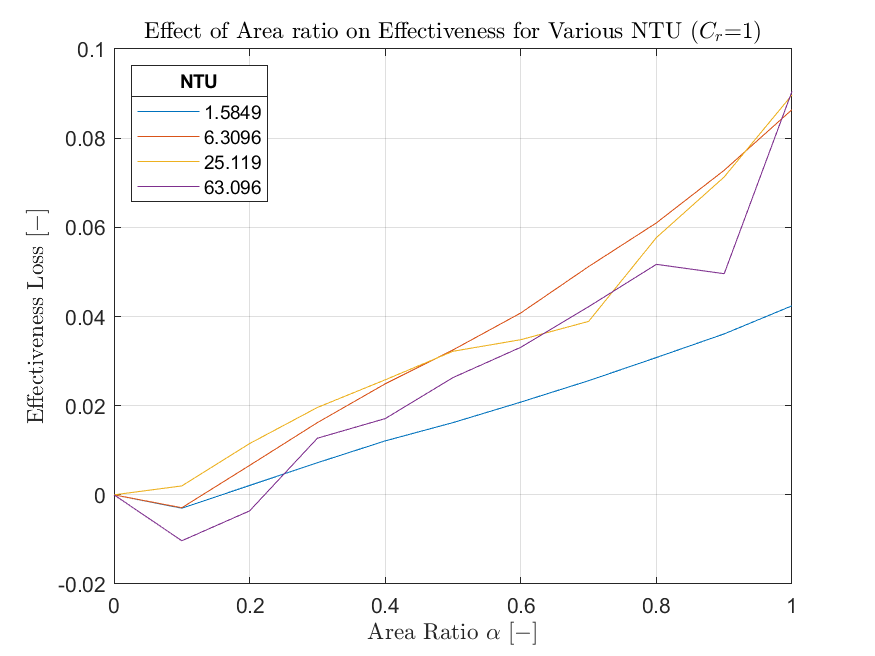 Effect of Area ratio on Effectiveness for Various NTU (Cᵣ=1)
0.1
0.08
0.06
0.04
0.02
0
-0.02
Effectiveness Loss [−]
NTU
1.5849
6.3096
25.119
63.096
0 0.2 0.4 0.6 0.8 1
Area Ratio α [−]